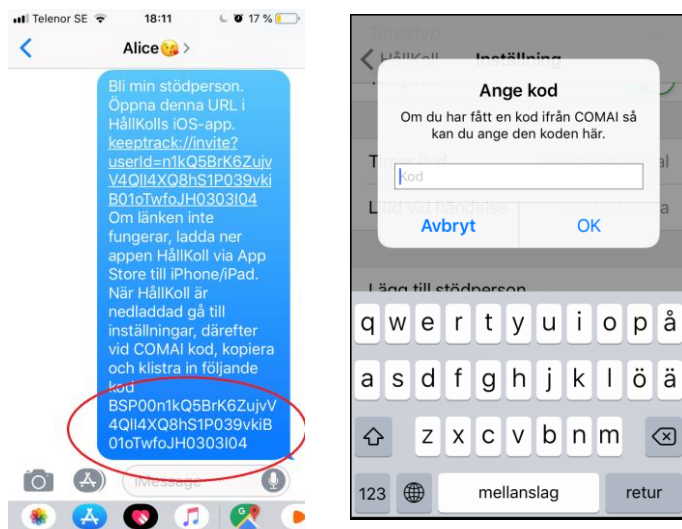 Telenor SE
18:11
17 %
Alice😘 >
Bli min stödperson.
Öppna denna URL i
HållKolls iOS-app.
keeptrack://invite?
userId=n1kQ5BrK6Zujv
V4QlI4XQ8hS1P039vki
B01oTwfoJH0303I04
Om länken inte
fungerar, ladda ner
appen HållKoll via App
Store till iPhone/iPad.
När HållKoll är
nedladdad gå till
inställningar, därefter
vid COMAI kod, kopiera
och klistra in följande
kod
BSP00n1kQ5BrK6ZujvV
4QlI4XQ8hS1P039vkiB
01oTwfoJH0303I04
iMessage
Timertyp
HållKoll
Inställning
Ange kod
Om du har fått en kod ifrån COMAI så
kan du ange den koden här.
Kod
Avbryt
OK
Lägg till stödperson
q w e r t y u i o p å
a s d f g h j k l ö ä
z x c v b n m
123
mellanslag
retur